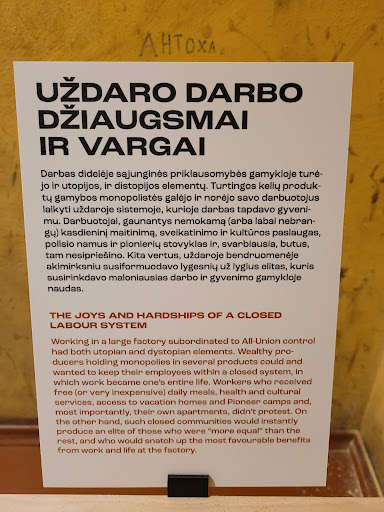 АНТОХА
UŽDARO DARBO
DŽIAUGSMAI
IR VARGAI
Darbas didelėje sąjunginės priklausomybės gamykloje turė-
jo ir utopijos, ir distopijos elementų. Turtingos kelių produk-
tų gamybos monopolistės galėjo ir norėjo savo darbuotojus
laikyti uždaroje sistemoje, kurioje darbas tapdavo gyveni-
mu. Darbuotojai, gaunantys nemokamą (arba labai nebran-
gų) kasdieninį maitinimą, sveikatinimo ir kultūros paslaugas,
poilsio namus ir pionierių stovyklas ir, svarbiausia, butus,
tam nesipriešino. Kita vertus, uždaroje bendruomenėje
akimirksniu susiformuodavo lygesnių už lygius elitas, kuris
susirinkdavo maloniausias darbo ir gyvenimo gamykloje
naudas.
THE JOYS AND HARDSHIPS OF A CLOSED
LABOUR SYSTEM
Working in a large factory subordinated to All-Union control
had both utopian and dystopian elements. Wealthy pro-
ducers holding monopolies in several products could and
wanted to keep their employees within a closed system, in
which work became one's entire life. Workers who received
free (or very inexpensive) daily meals, health and cultural
services, access to vacation homes and Pioneer camps and,
most importantly, their own apartments, didn't protest. On
the other hand, such closed communities would instantly
produce an elite of those who were "more equal" than the
rest, and who would snatch up the most favourable benefits
from work and life at the factory.